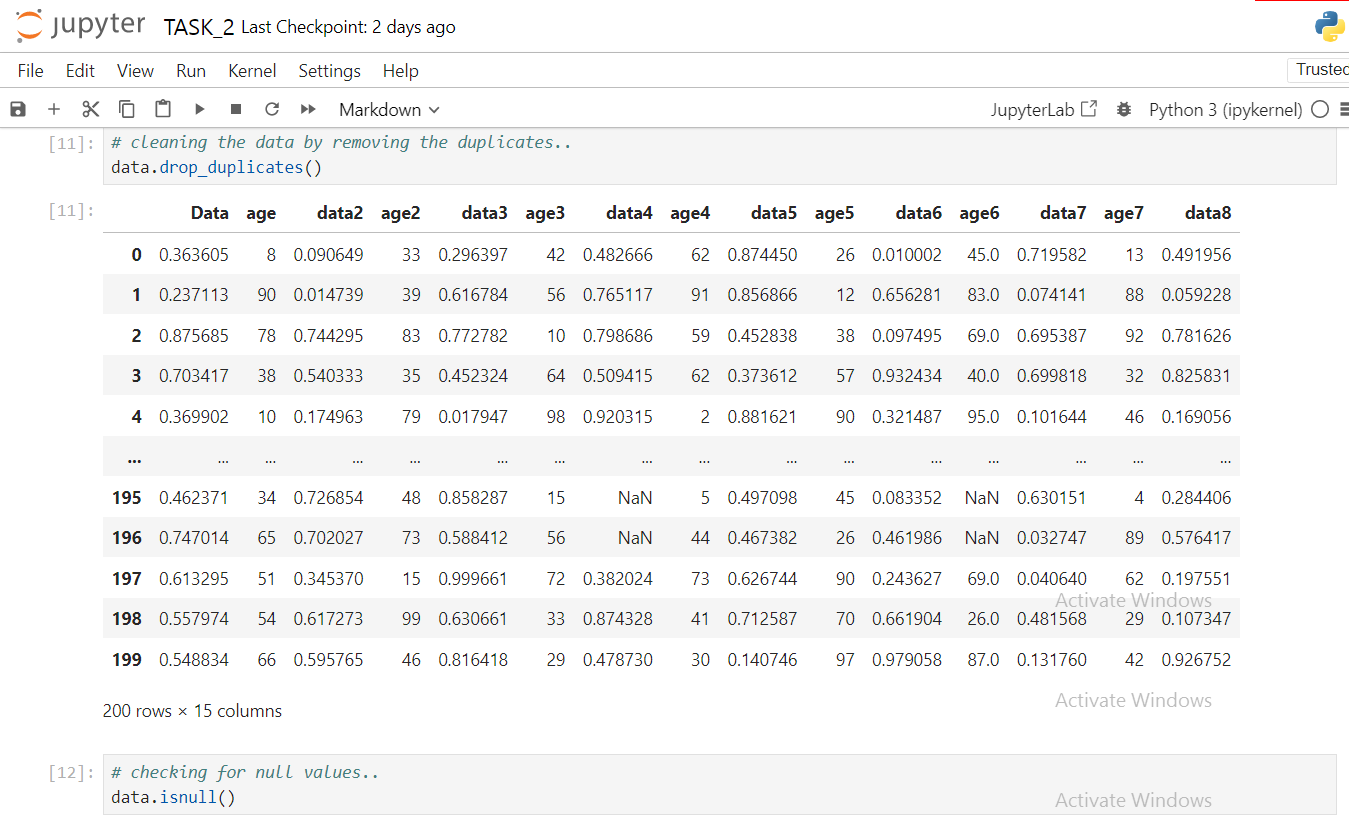 jupyter TASK_2 Last Checkpoint: 2 days ago
File Edit View Run Kernel Settings Help Trusted
Markdown JupyterLab Python 3 (ipykernel)
[11]: # cleaning the data by removing the duplicates..
data.drop_duplicates()
[11]: Data age data2 age2 data3 age3 data4 age4 data5 age5 data6 age6 data7 age7 data8
0 0.363605 8 0.090649 33 0.296397 42 0.482666 62 0.874450 26 0.010002 45.0 0.719582 13 0.491956
1 0.237113 90 0.014739 39 0.616784 56 0.765117 91 0.856866 12 0.656281 83.0 0.074141 88 0.059228
2 0.875685 78 0.744295 83 0.772782 10 0.798686 59 0.452838 38 0.097495 69.0 0.695387 92 0.781626
3 0.703417 38 0.540333 35 0.452324 64 0.509415 62 0.373612 57 0.932434 40.0 0.699818 32 0.825831
4 0.369902 10 0.174963 79 0.017947 98 0.920315 2 0.881621 90 0.321487 95.0 0.101644 46 0.169056
... ... ... ... ... ... ... ... ... ... ... ... ... ... ... ...
195 0.462371 34 0.726854 48 0.858287 15 NaN 5 0.497098 45 0.083352 NaN 0.630151 4 0.284406
196 0.747014 65 0.702027 73 0.588412 56 NaN 44 0.467382 26 0.461986 NaN 0.032747 89 0.576417
197 0.613295 51 0.345370 15 0.999661 72 0.382024 73 0.626744 90 0.243627 69.0 0.040640 62 0.197551
Activate Windows
198 0.557974 54 0.617273 99 0.630661 33 0.874328 41 0.712587 70 0.661904 26.0 0.481568 29 0.107347
199 0.548834 66 0.595765 46 0.816418 29 0.478730 30 0.140746 97 0.979058 87.0 0.131760 42 0.926752
Activate Windows
200 rows × 15 columns
[12]: # checking for null values..
data.isnull()
Activate Windows